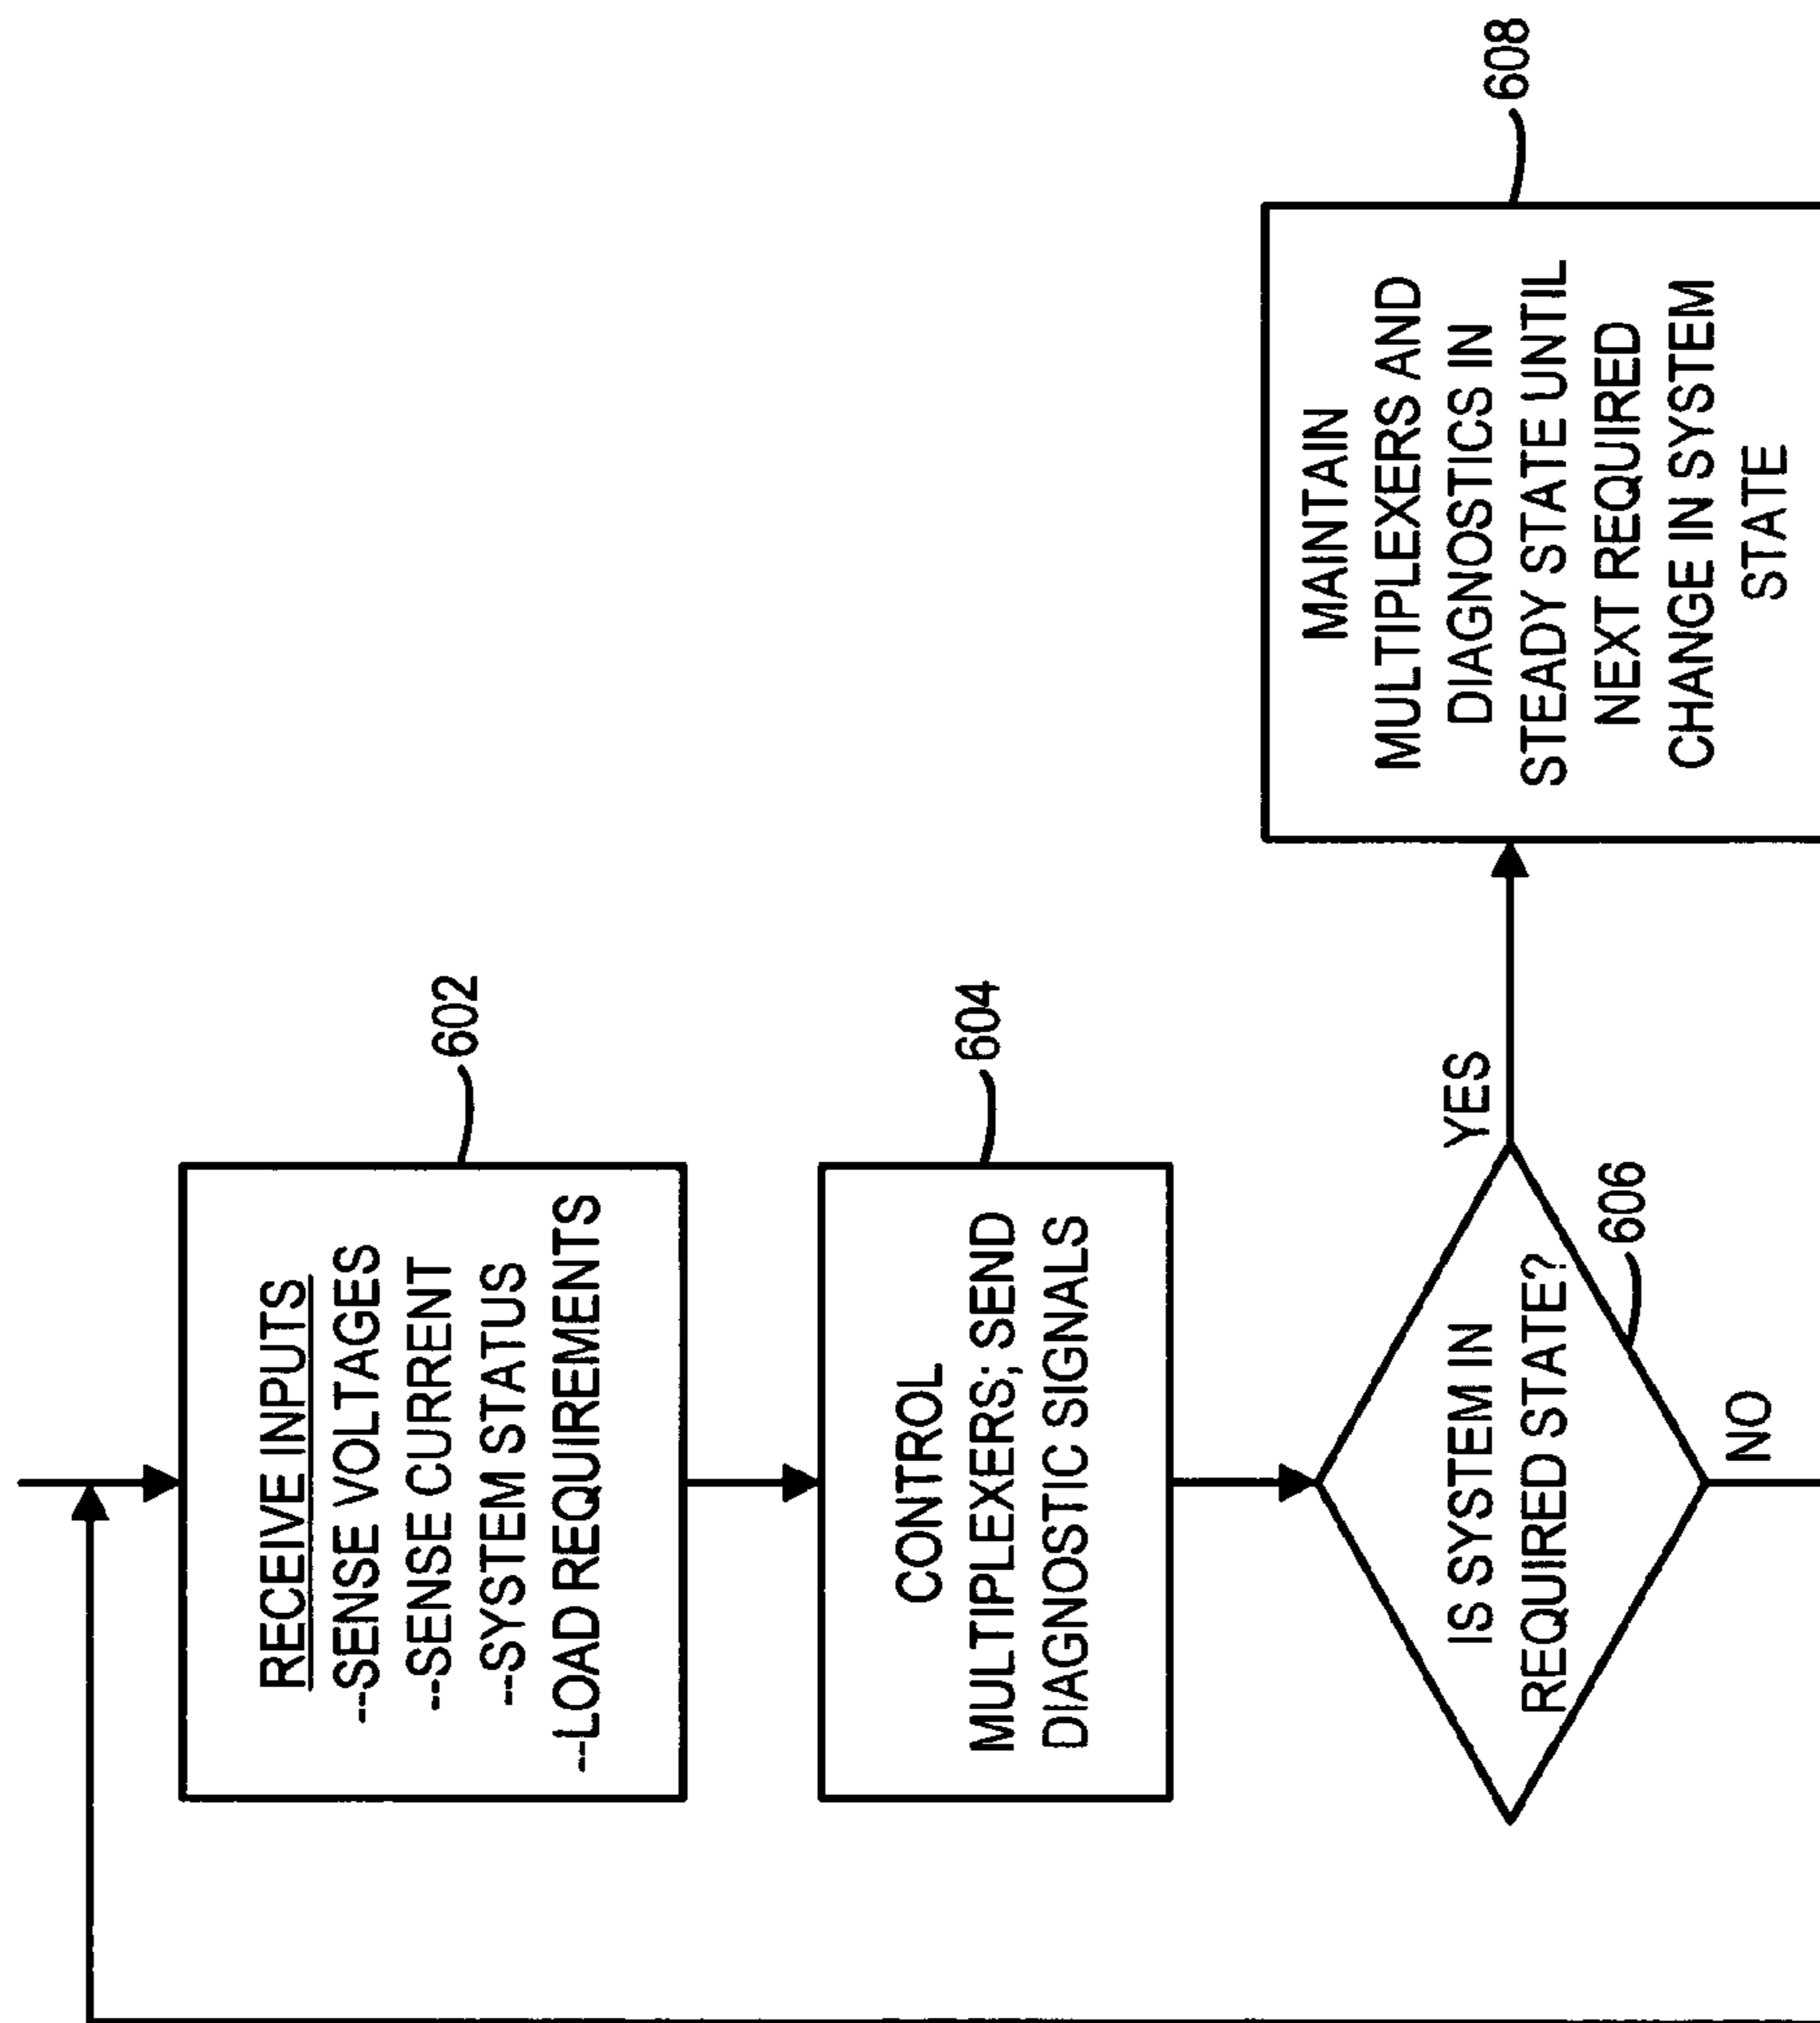 RECEIVE INPUTS
--SENSE VOLTAGES
--SENSE CURRENT
--SYSTEM STATUS
--LOAD REQUIREMENTS
602
CONTROL
MULTIPLEXERS; SEND
DIAGNOSTIC SIGNALS
604
IS SYSTEM IN
REQUIRED STATE?
606
YES
NO
MAINTAIN
MULTIPLEXERS AND
DIAGNOSTICS IN
STEADY STATE UNTIL
NEXT REQUIRED
CHANGE IN SYSTEM
STATE
608